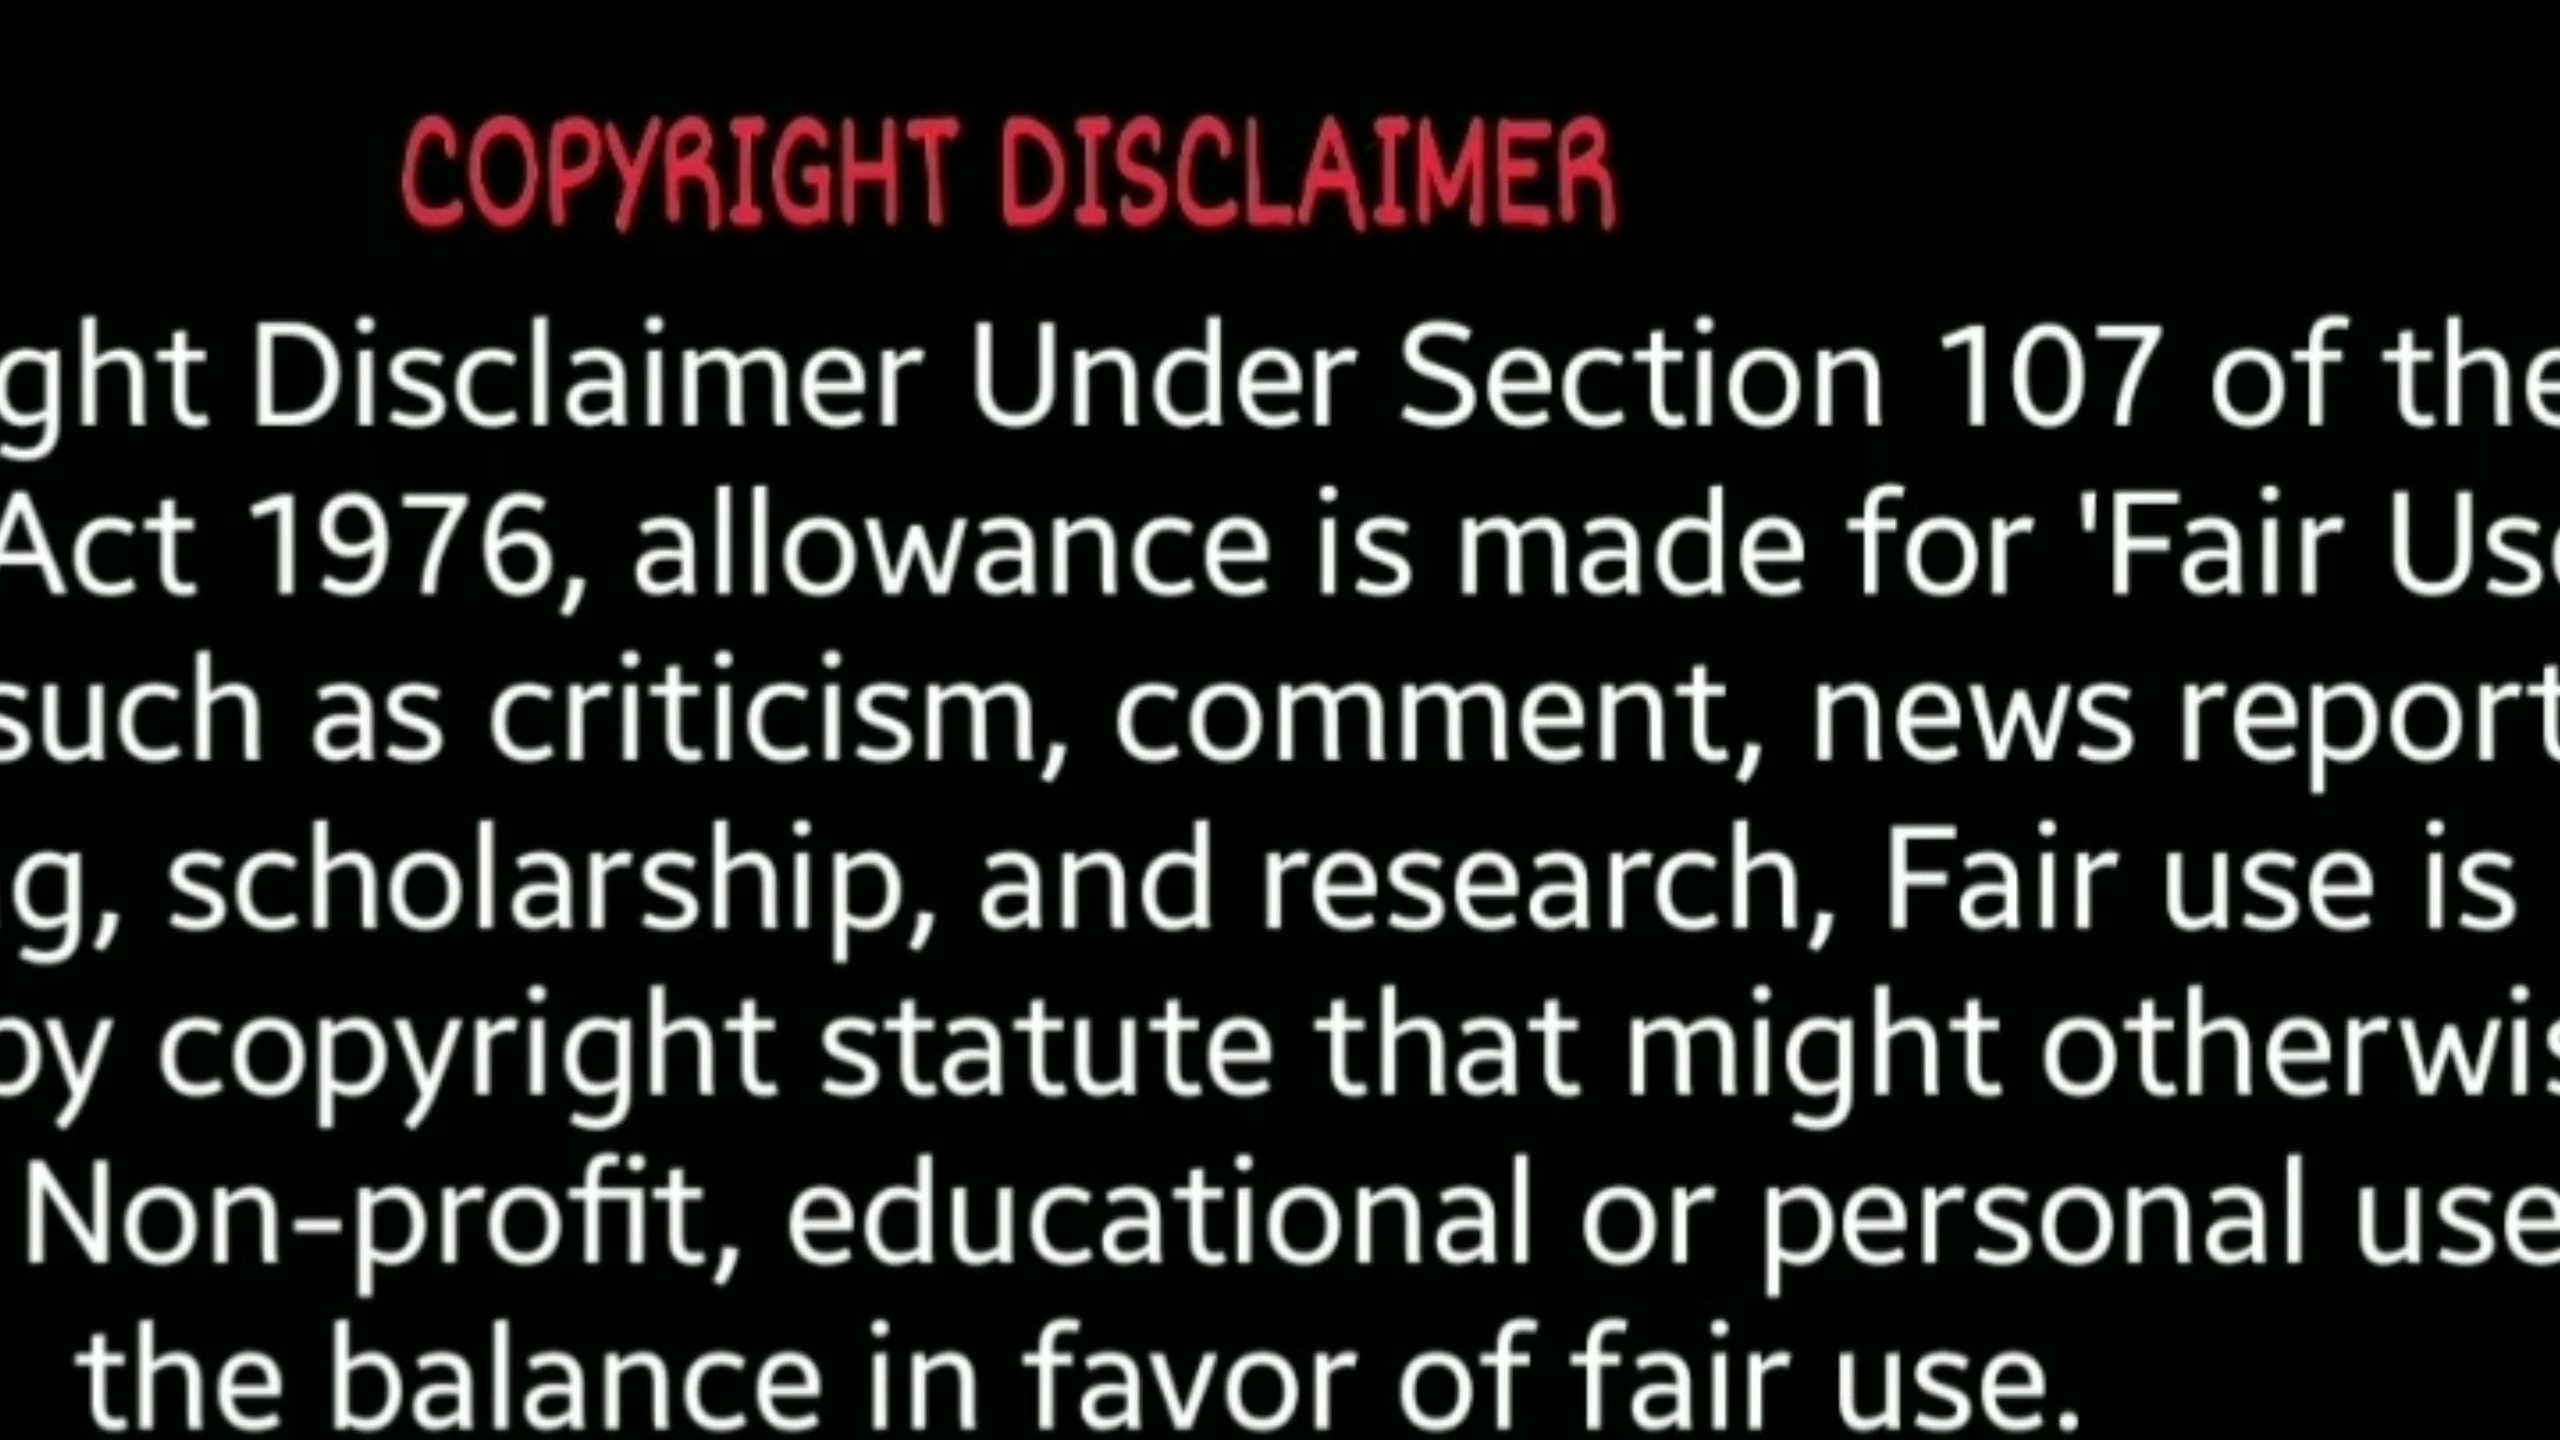 COPYRIGHT DISCLAIMER
ght Disclaimer Under Section 107 of the
Act 1976, allowance is made for 'Fair Use
such as criticism, comment, news report
g, scholarship, and research, Fair use is
by copyright statute that might otherwis
Non-profit, educational or personal use
the balance in favor of fair use.